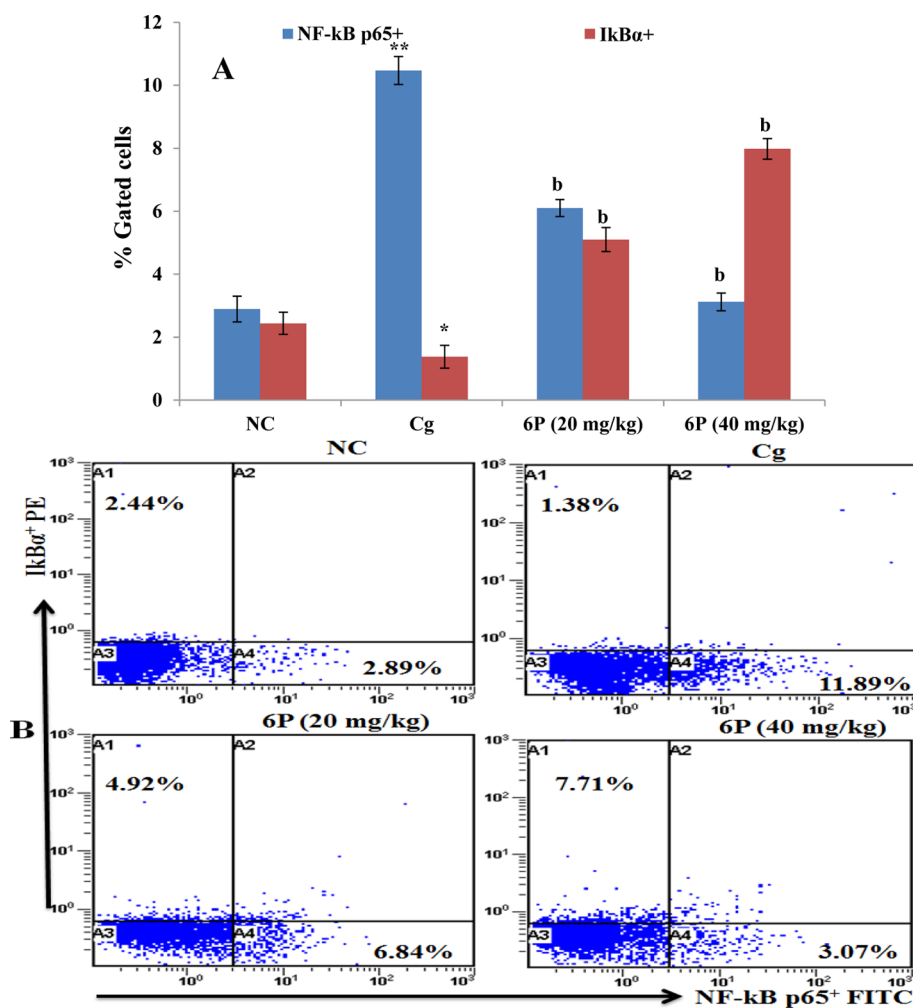 NF-kB p65+ IkBα+
A
12
10
8
6
4
2
0
% Gated cells
**
*
b
b
b
b
NC Cg 6P (20 mg/kg) 6P (40 mg/kg)
B
IkBα⁺ PE
NC
10³
10²
10¹
10⁰
A1 A2
2.44%
A3 A4
2.89%
10⁰ 10¹ 10² 10³
Cg
10³
10²
10¹
10⁰
A1 A2
1.38%
A3 A4
11.89%
10⁰ 10¹ 10² 10³
6P (20 mg/kg)
10³
10²
10¹
10⁰
A1 A2
4.92%
A3 A4
6.84%
10⁰ 10¹ 10² 10³
6P (40 mg/kg)
10³
10²
10¹
10⁰
A1 A2
7.71%
A3 A4
3.07%
10⁰ 10¹ 10² 10³
NF-kB p65⁺ FITC